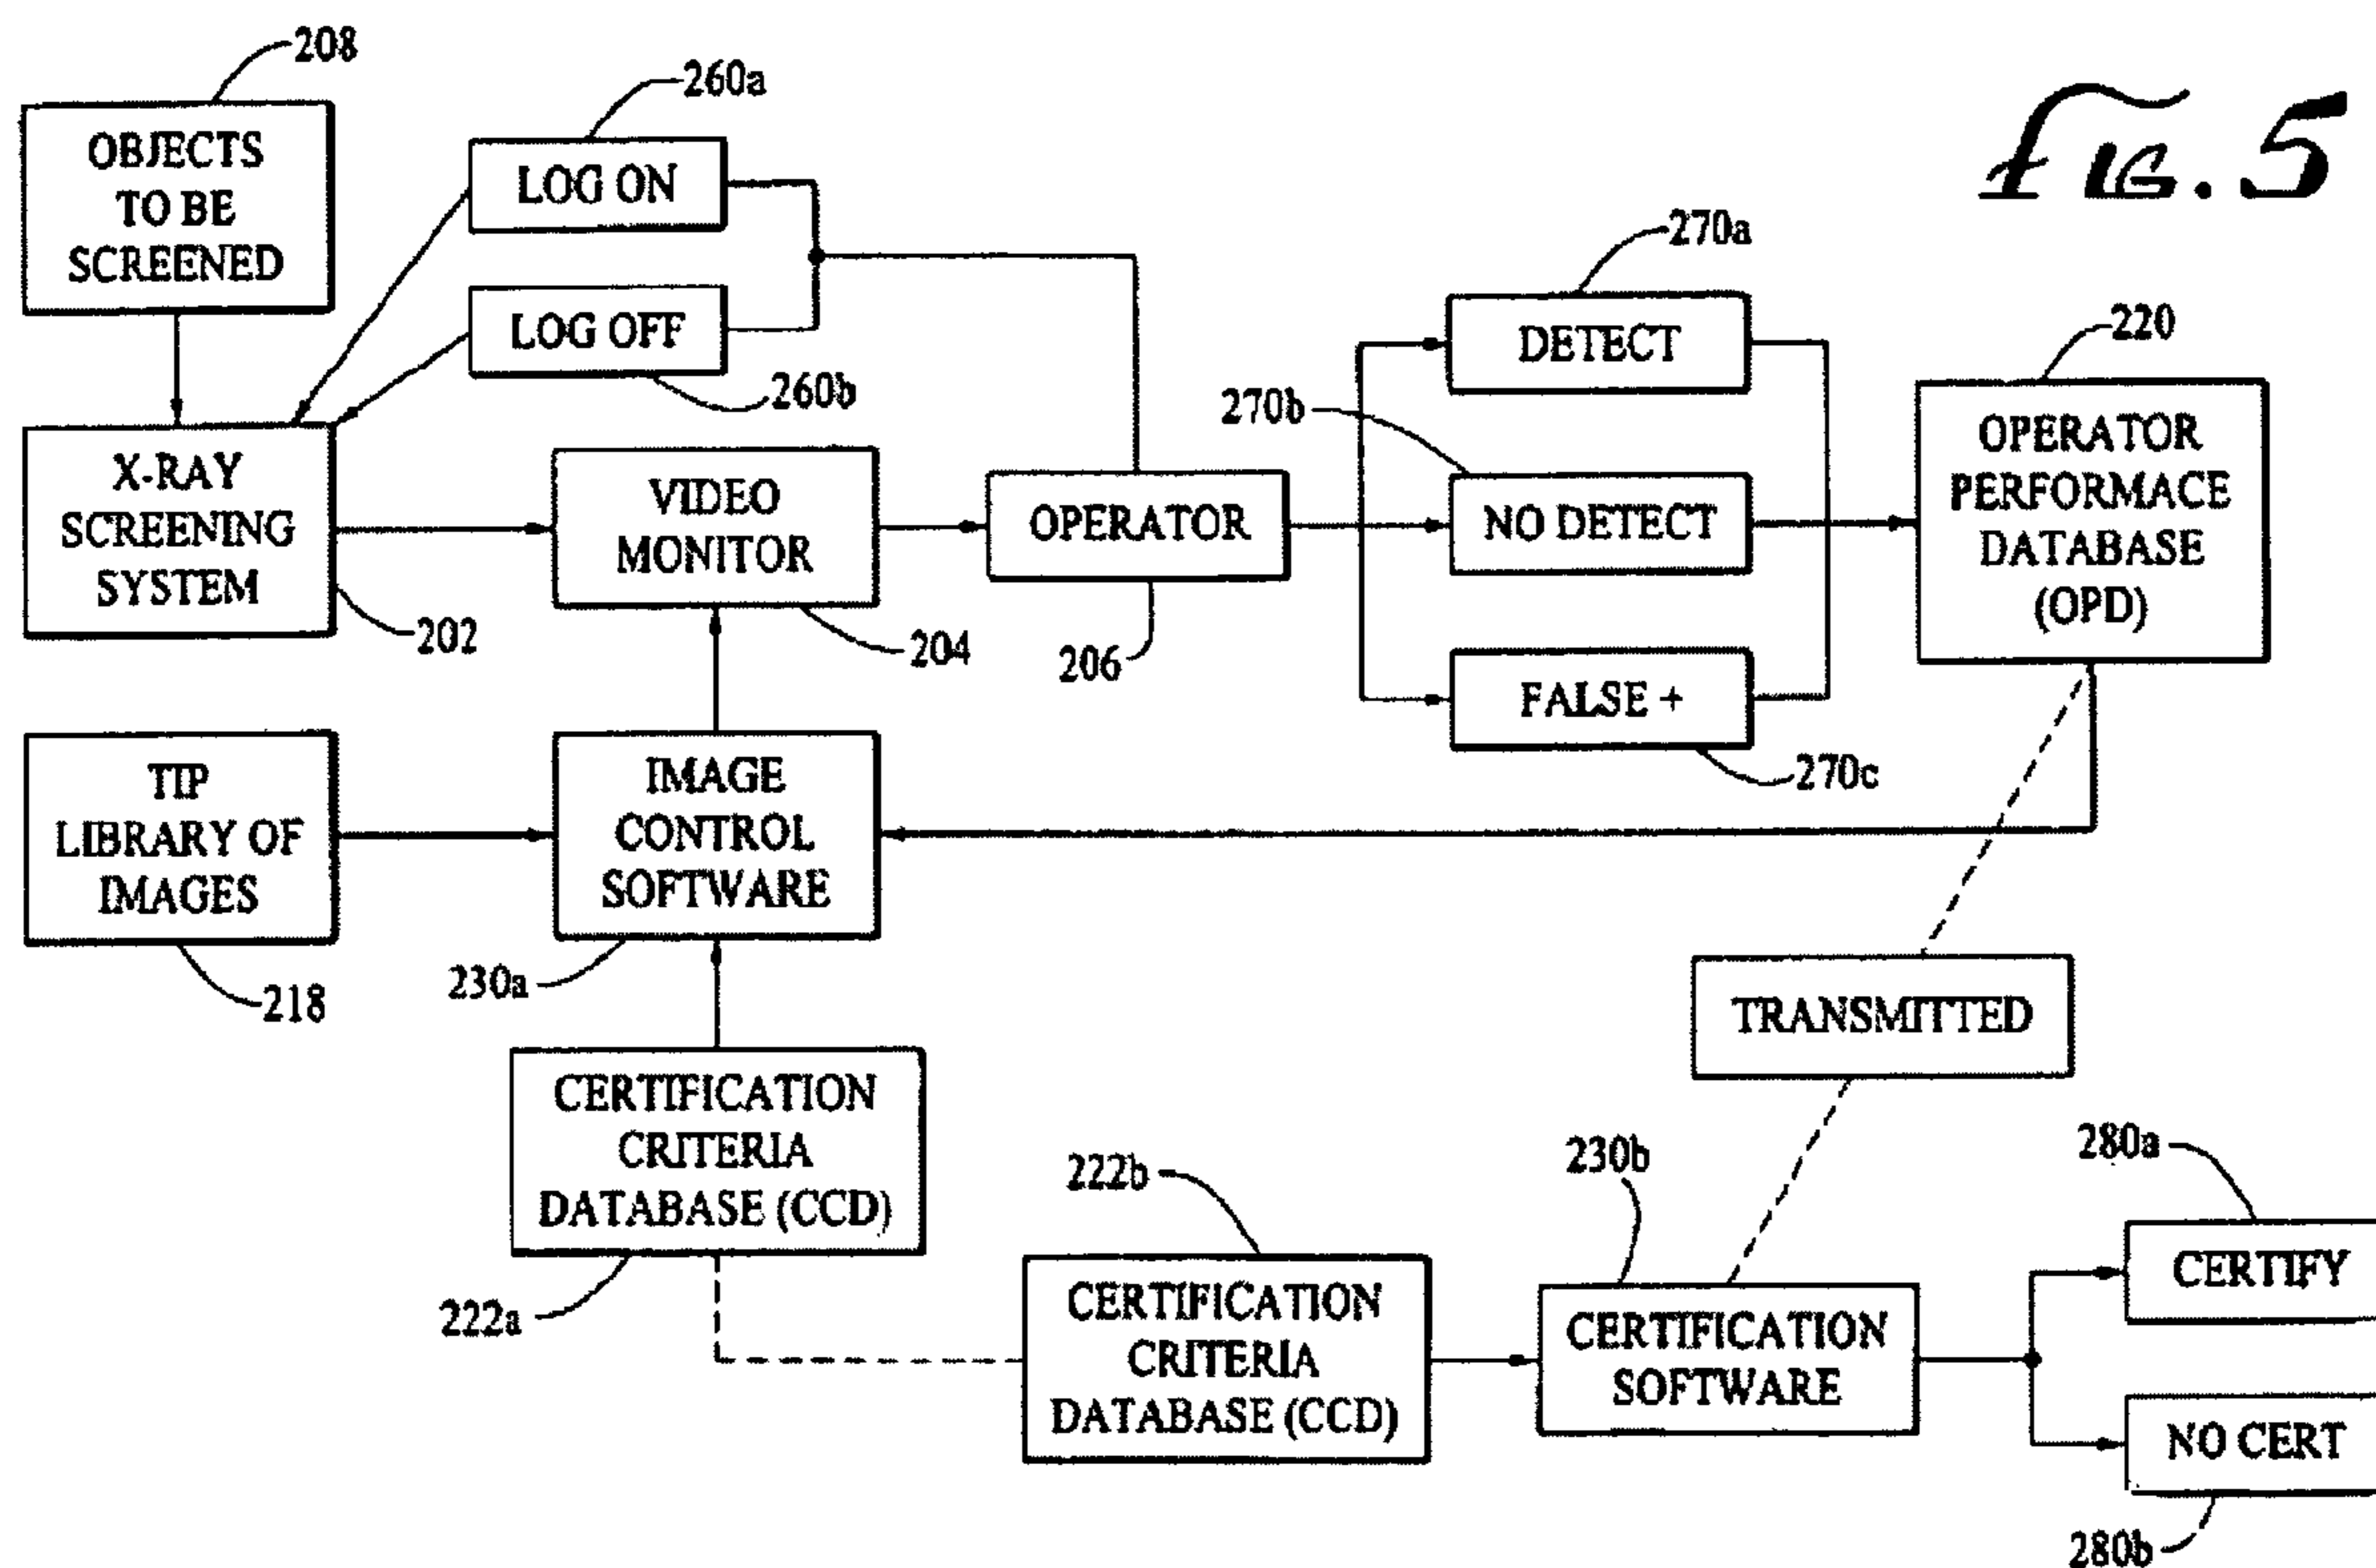 FIG. 5
208
OBJECTS
TO BE
SCREENED
260a
LOG ON
LOG OFF
260b
X-RAY
SCREENING
SYSTEM
202
VIDEO
MONITOR
204
OPERATOR
206
270a
DETECT
270b
NO DETECT
FALSE +
270c
220
OPERATOR
PERFORMACE
DATABASE
(OPD)
TIP
LIBRARY OF
IMAGES
218
IMAGE
CONTROL
SOFTWARE
230a
TRANSMITTED
CERTIFICATION
CRITERIA
DATABASE (CCD)
222a
222b
CERTIFICATION
CRITERIA
DATABASE (CCD)
230b
CERTIFICATION
SOFTWARE
280a
CERTIFY
NO CERT
280b